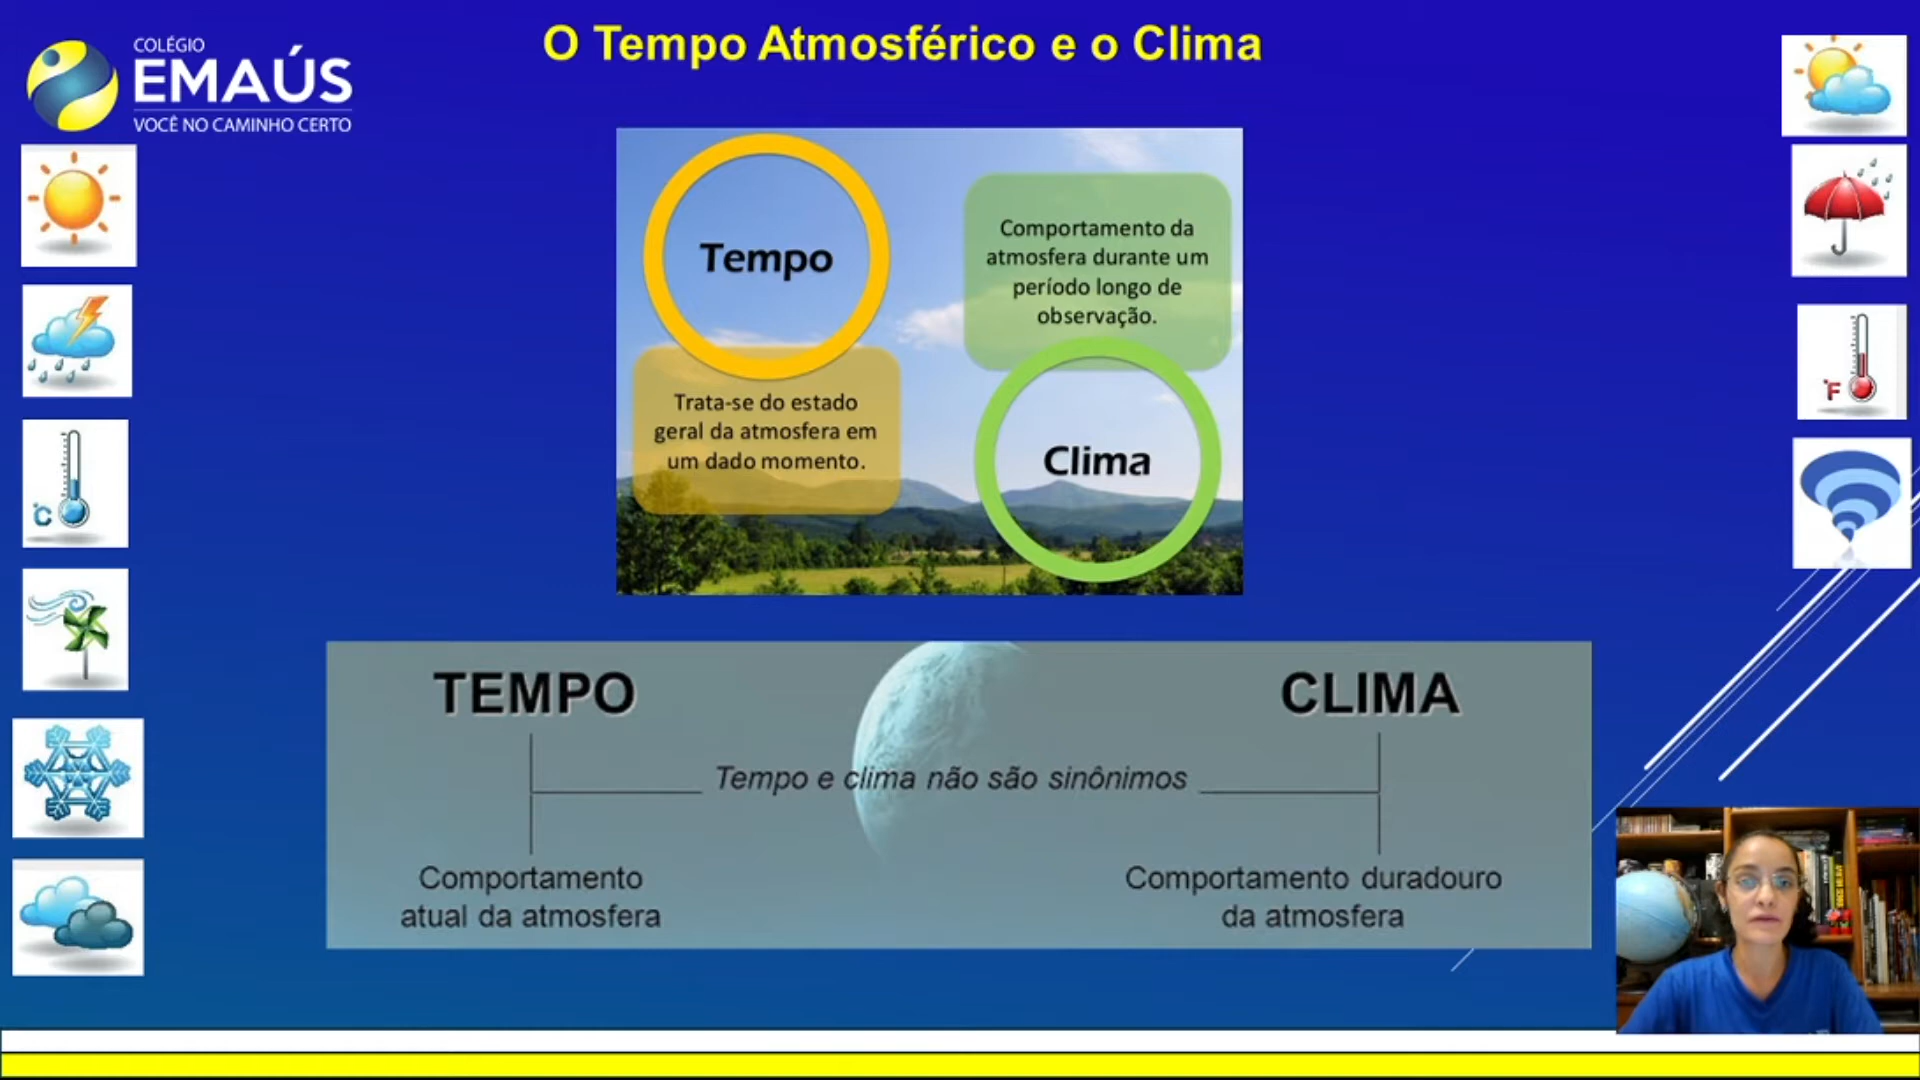 O Tempo Atmosférico e o Clima
COLÉGIO
EMAÚS
VOCÊ NO CAMINHO CERTO
Tempo
Trata-se do estado
geral da atmosfera em
um dado momento.
Comportamento da
atmosfera durante um
período longo de
observação.
Clima
°C
°F
TEMPO
CLIMA
Tempo e clima não são sinônimos
Comportamento
atual da atmosfera
Comportamento duradouro
da atmosfera